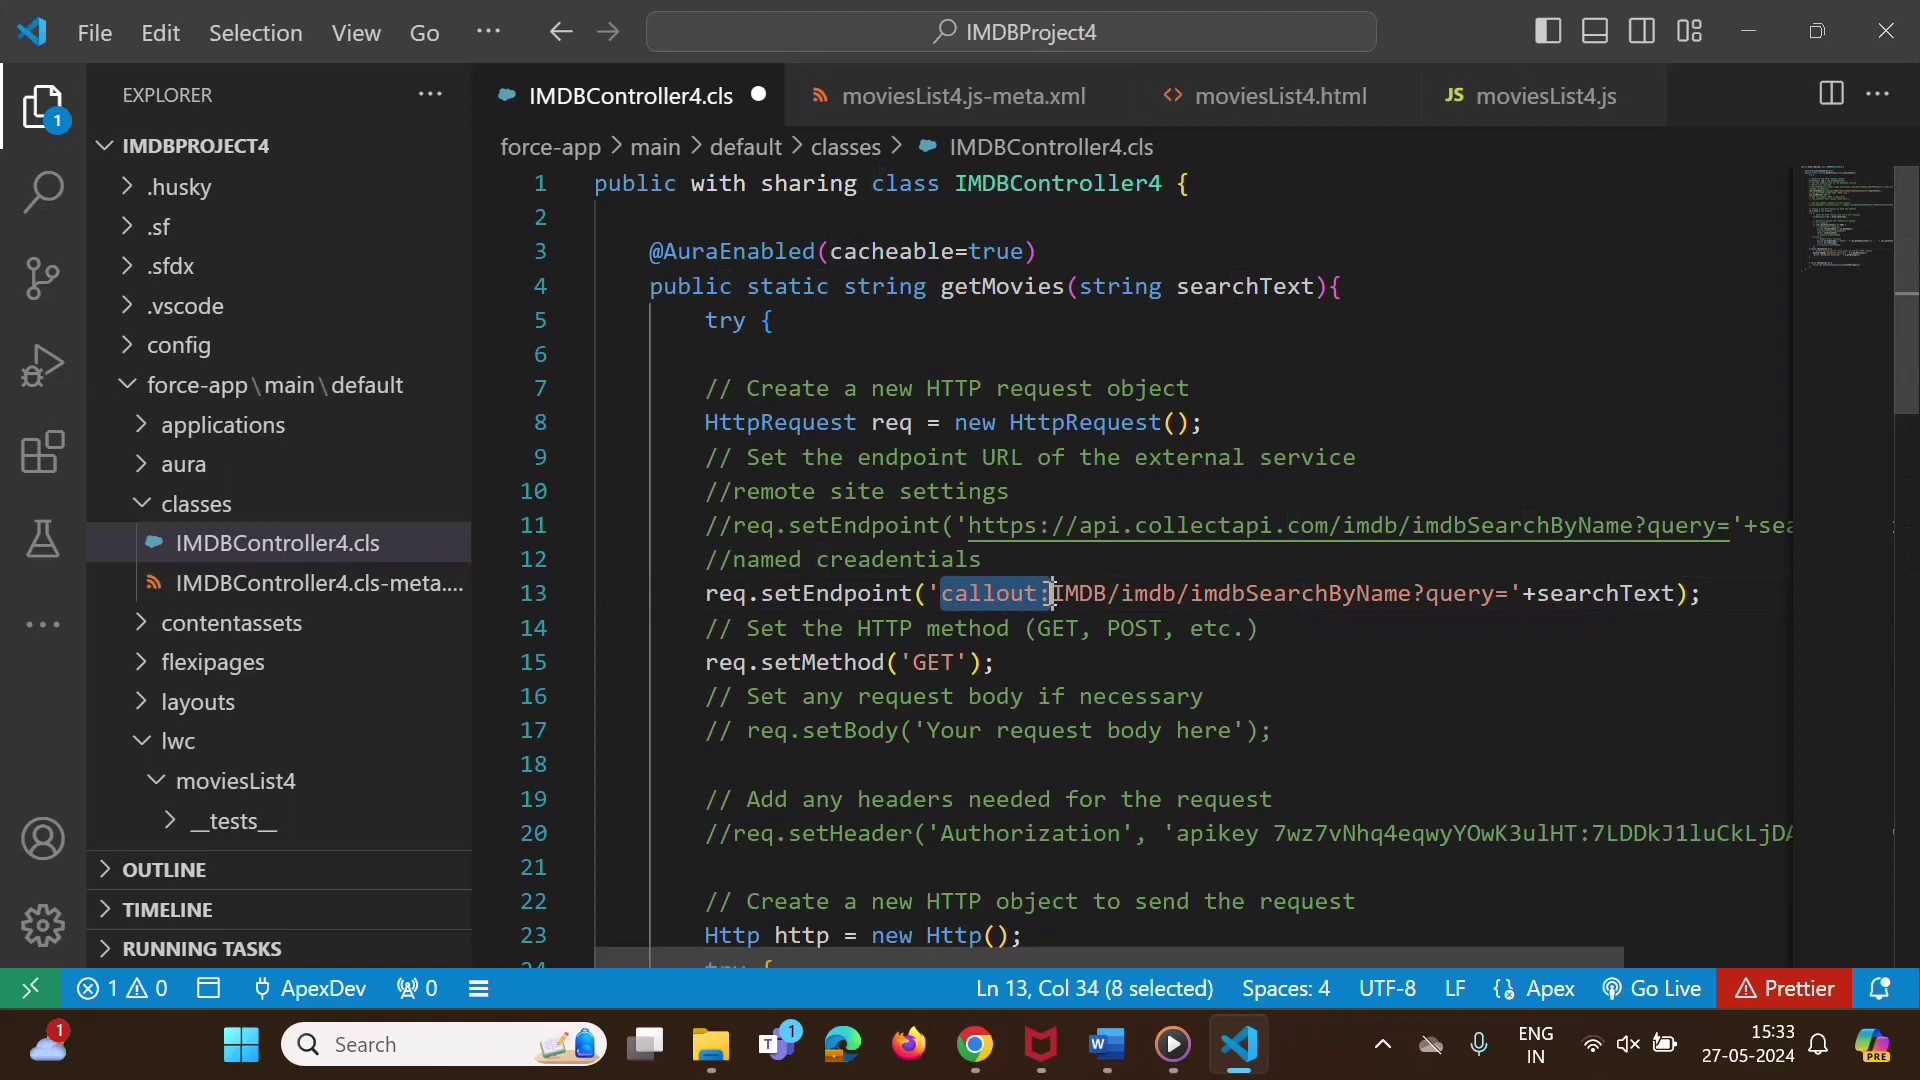 File Edit Selection View Go ··· IMDBProject4
1
EXPLORER ···
IMDBPROJECT4
.husky
.sf
.sfdx
.vscode
config
force-app\main\default
applications
aura
classes
IMDBController4.cls
IMDBController4.cls-meta....
contentassets
flexipages
layouts
lwc
moviesList4
__tests__
OUTLINE
TIMELINE
RUNNING TASKS
IMDBController4.cls moviesList4.js-meta.xml moviesList4.html JS moviesList4.js
force-app > main > default > classes > IMDBController4.cls
1 public with sharing class IMDBController4 {
2
3 @AuraEnabled(cacheable=true)
4 public static string getMovies(string searchText){
5 try {
6
7 // Create a new HTTP request object
8 HttpRequest req = new HttpRequest();
9 // Set the endpoint URL of the external service
10 //remote site settings
11 //req.setEndpoint('https://api.collectapi.com/imdb/imdbSearchByName?query='+sea
12 //named creadentials
13 req.setEndpoint('callout:IMDB/imdb/imdbSearchByName?query='+searchText);
14 // Set the HTTP method (GET, POST, etc.)
15 req.setMethod('GET');
16 // Set any request body if necessary
17 // req.setBody('Your request body here');
18
19 // Add any headers needed for the request
20 //req.setHeader('Authorization', 'apikey 7wz7vNhq4eqwyYOwK3ulHT:7LDDkJ1luCkLjDA
21
22 // Create a new HTTP object to send the request
23 Http http = new Http();
24 try {
1 0 ApexDev 0 Ln 13, Col 34 (8 selected) Spaces: 4 UTF-8 LF {} Apex Go Live Prettier
1 Search 1 ENG IN 15:33 27-05-2024 PRE